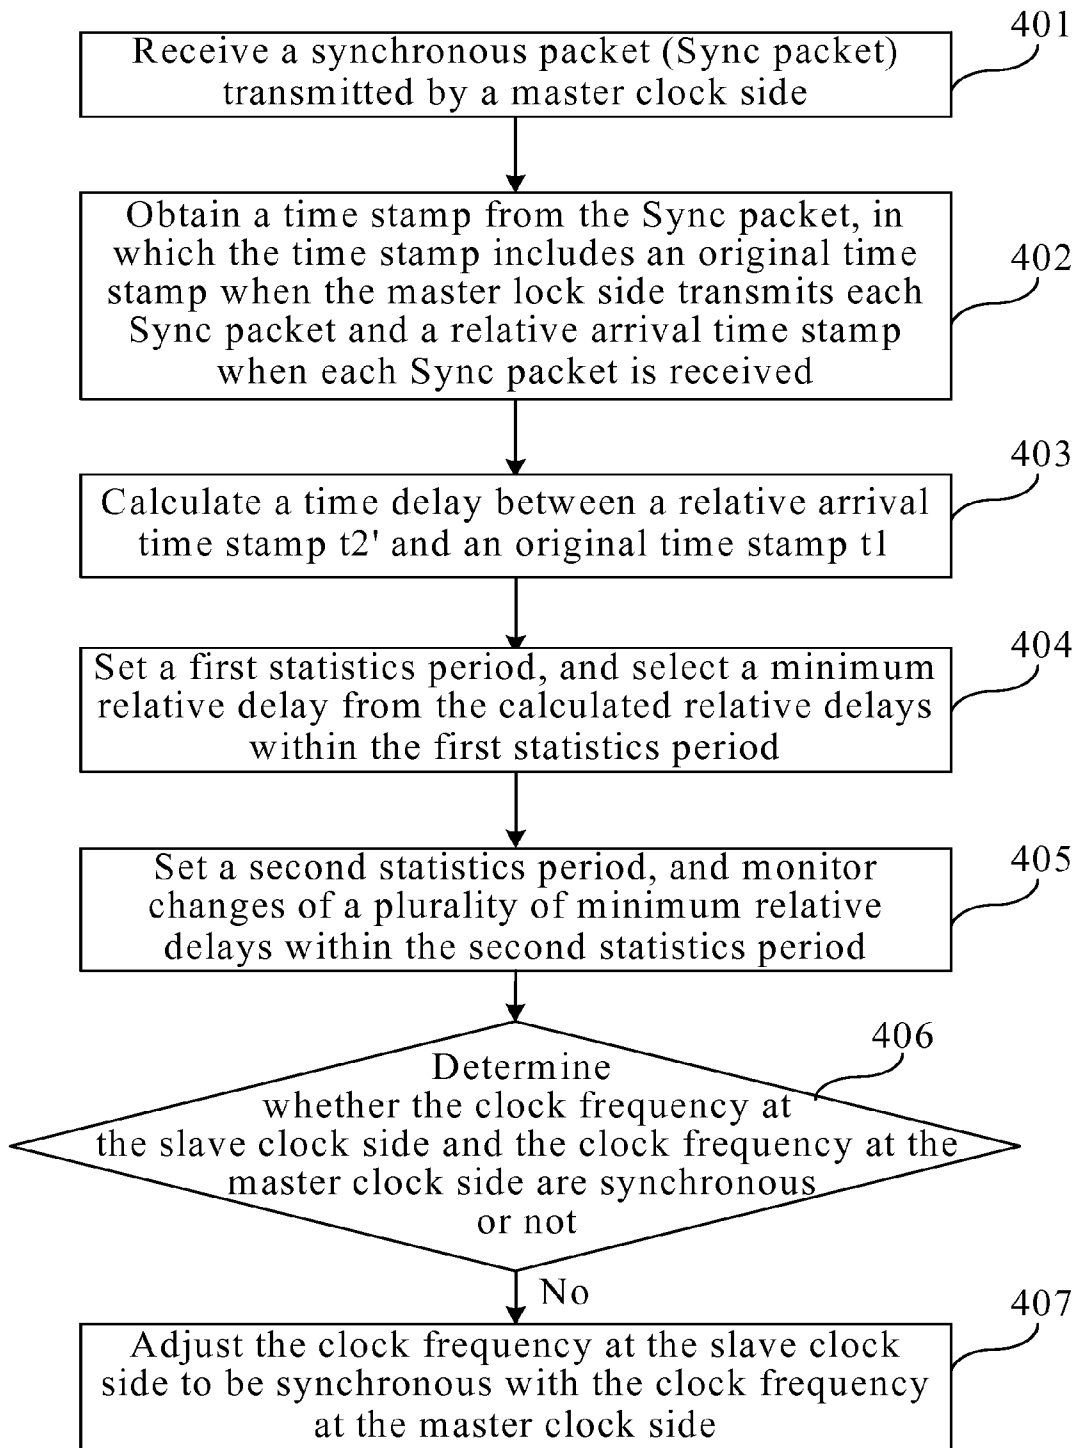 401
Receive a synchronous packet (Sync packet)
transmitted by a master clock side
Obtain a time stamp from the Sync packet, in
which the time stamp includes an original time
stamp when the master lock side transmits each
Sync packet and a relative arrival time stamp
when each Sync packet is received
402
403
Calculate a time delay between a relative arrival
time stamp t2' and an original time stamp t1
404
Set a first statistics period, and select a minimum
relative delay from the calculated relative delays
within the first statistics period
405
Set a second statistics period, and monitor
changes of a plurality of minimum relative
delays within the second statistics period
406
Determine
whether the clock frequency at
the slave clock side and the clock frequency at the
master clock side are synchronous
or not
No
407
Adjust the clock frequency at the slave clock
side to be synchronous with the clock frequency
at the master clock side